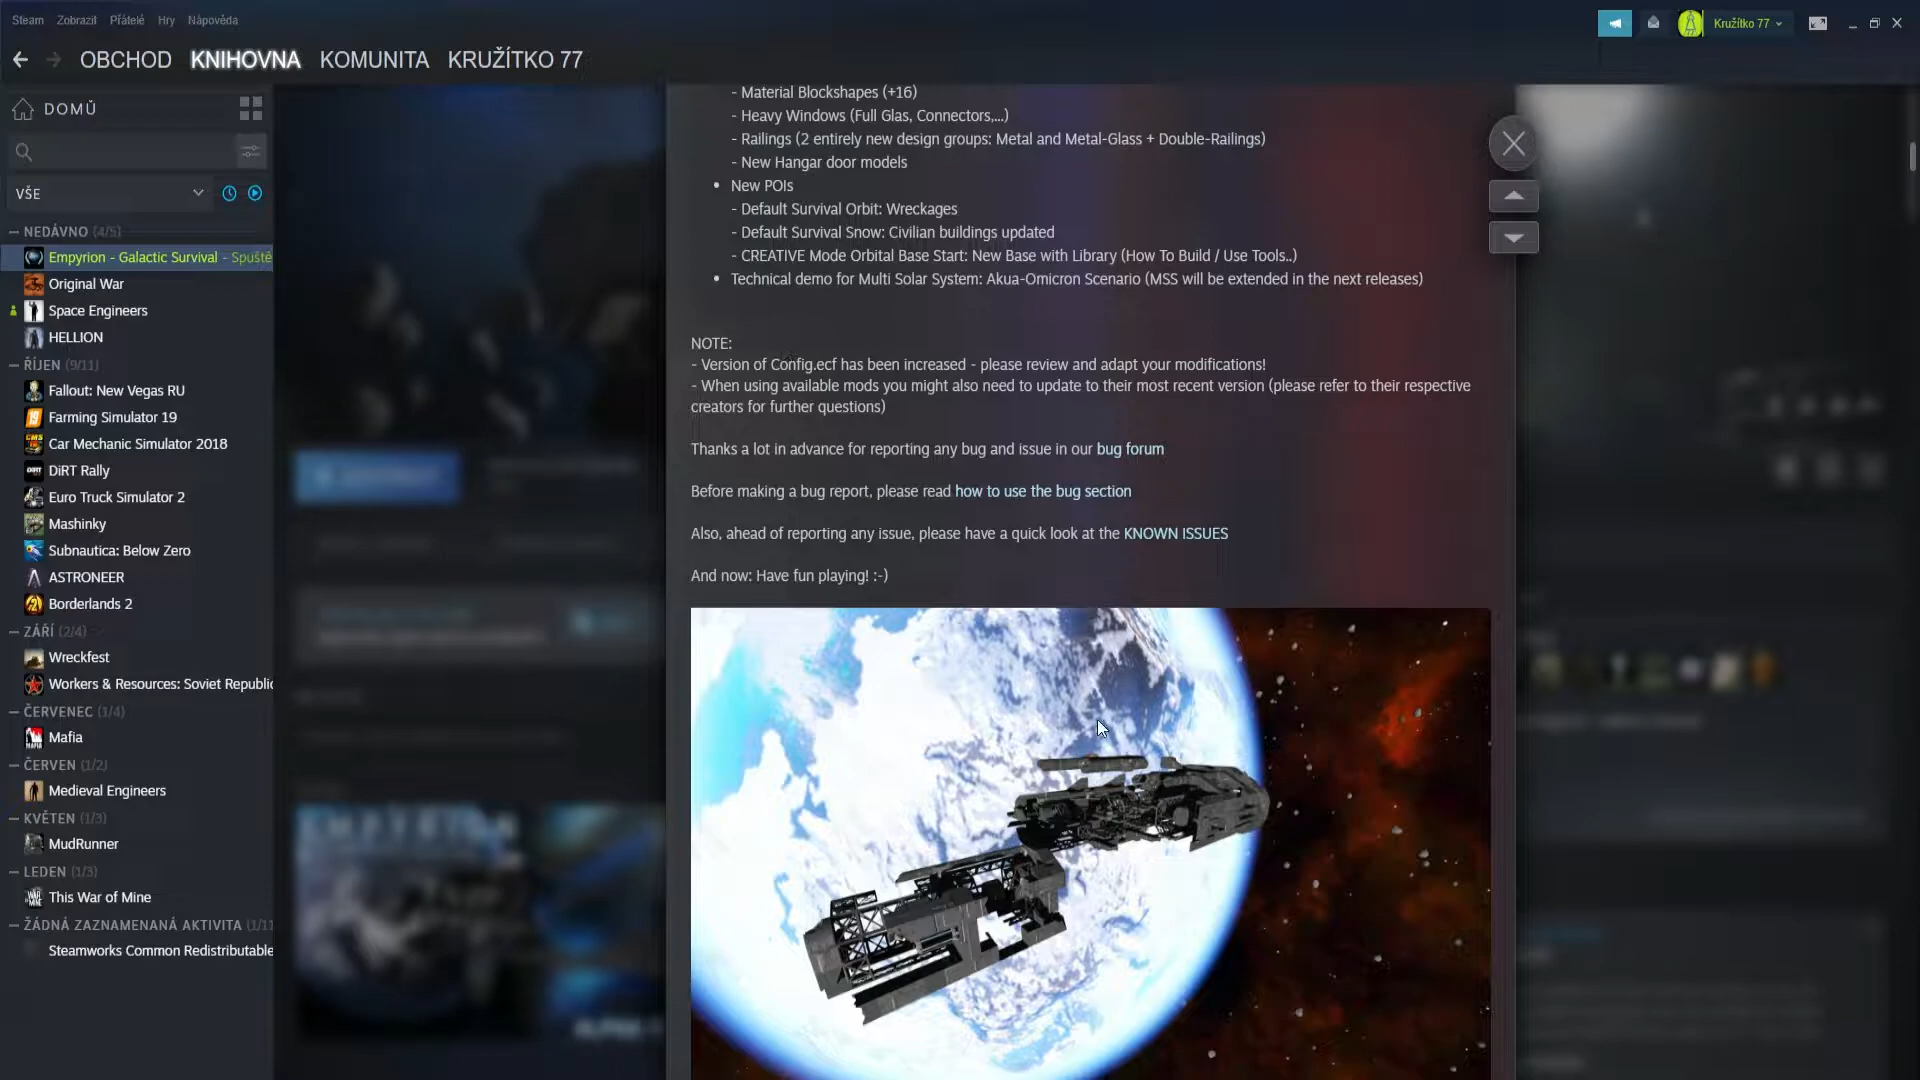 Steam Zobrazit Přátelé Hry Nápověda
Kružítko 77
OBCHOD KNIHOVNA KOMUNITA KRUŽÍTKO 77
DOMŮ
VŠE
— NEDÁVNO (4/5)
Empyrion - Galactic Survival - Spuště
Original War
Space Engineers
HELLION
— ŘÍJEN (9/11)
Fallout: New Vegas RU
Farming Simulator 19
Car Mechanic Simulator 2018
DiRT Rally
Euro Truck Simulator 2
Mashinky
Subnautica: Below Zero
ASTRONEER
Borderlands 2
— ZÁŘÍ (2/4)
Wreckfest
Workers & Resources: Soviet Republic
— ČERVENEC (1/4)
Mafia
— ČERVEN (1/2)
Medieval Engineers
— KVĚTEN (1/3)
MudRunner
— LEDEN (1/3)
This War of Mine
— ŽÁDNÁ ZAZNAMENANÁ AKTIVITA (1/11
Steamworks Common Redistributable
- Material Blockshapes (+16)
- Heavy Windows (Full Glas, Connectors,...)
- Railings (2 entirely new design groups: Metal and Metal-Glass + Double-Railings)
- New Hangar door models
• New POIs
- Default Survival Orbit: Wreckages
- Default Survival Snow: Civilian buildings updated
- CREATIVE Mode Orbital Base Start: New Base with Library (How To Build / Use Tools..)
• Technical demo for Multi Solar System: Akua-Omicron Scenario (MSS will be extended in the next releases)
NOTE:
- Version of Config.ecf has been increased - please review and adapt your modifications!
- When using available mods you might also need to update to their most recent version (please refer to their respective
creators for further questions)
Thanks a lot in advance for reporting any bug and issue in our bug forum
Before making a bug report, please read how to use the bug section
Also, ahead of reporting any issue, please have a quick look at the KNOWN ISSUES
And now: Have fun playing! :-)